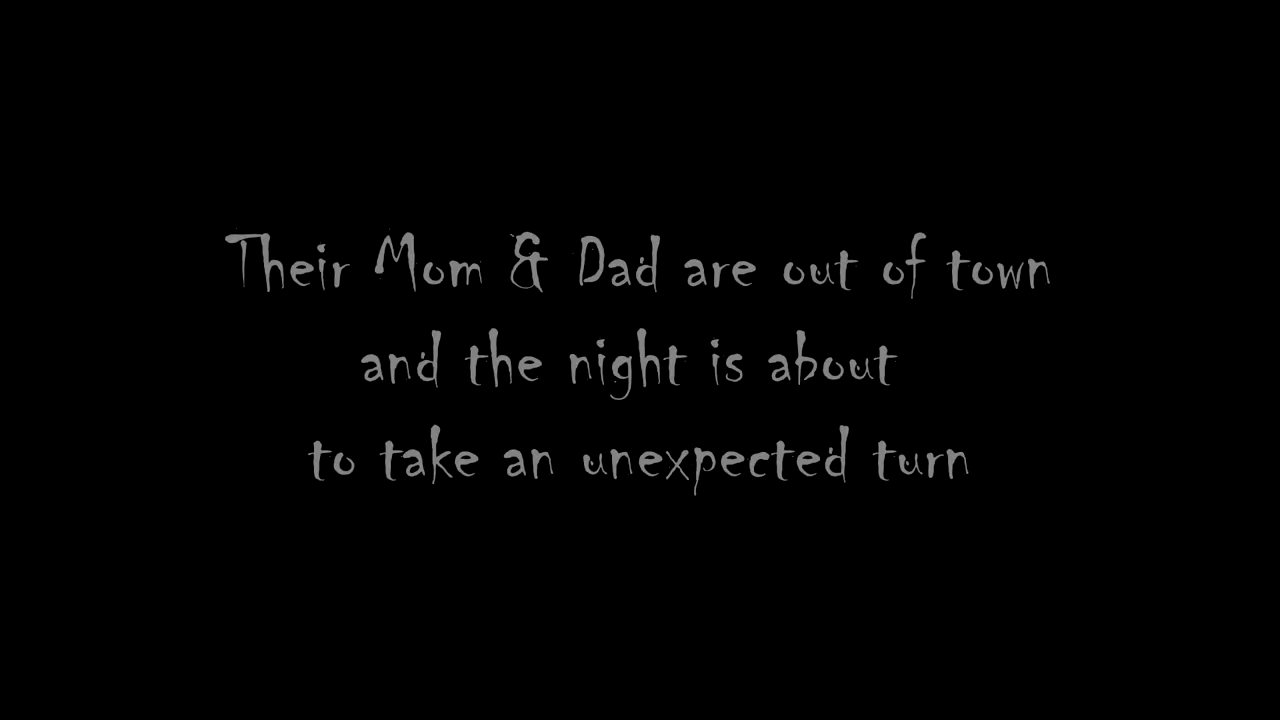 Their Mom & Dad are out of town
and the night is about
to take an unexpected turn